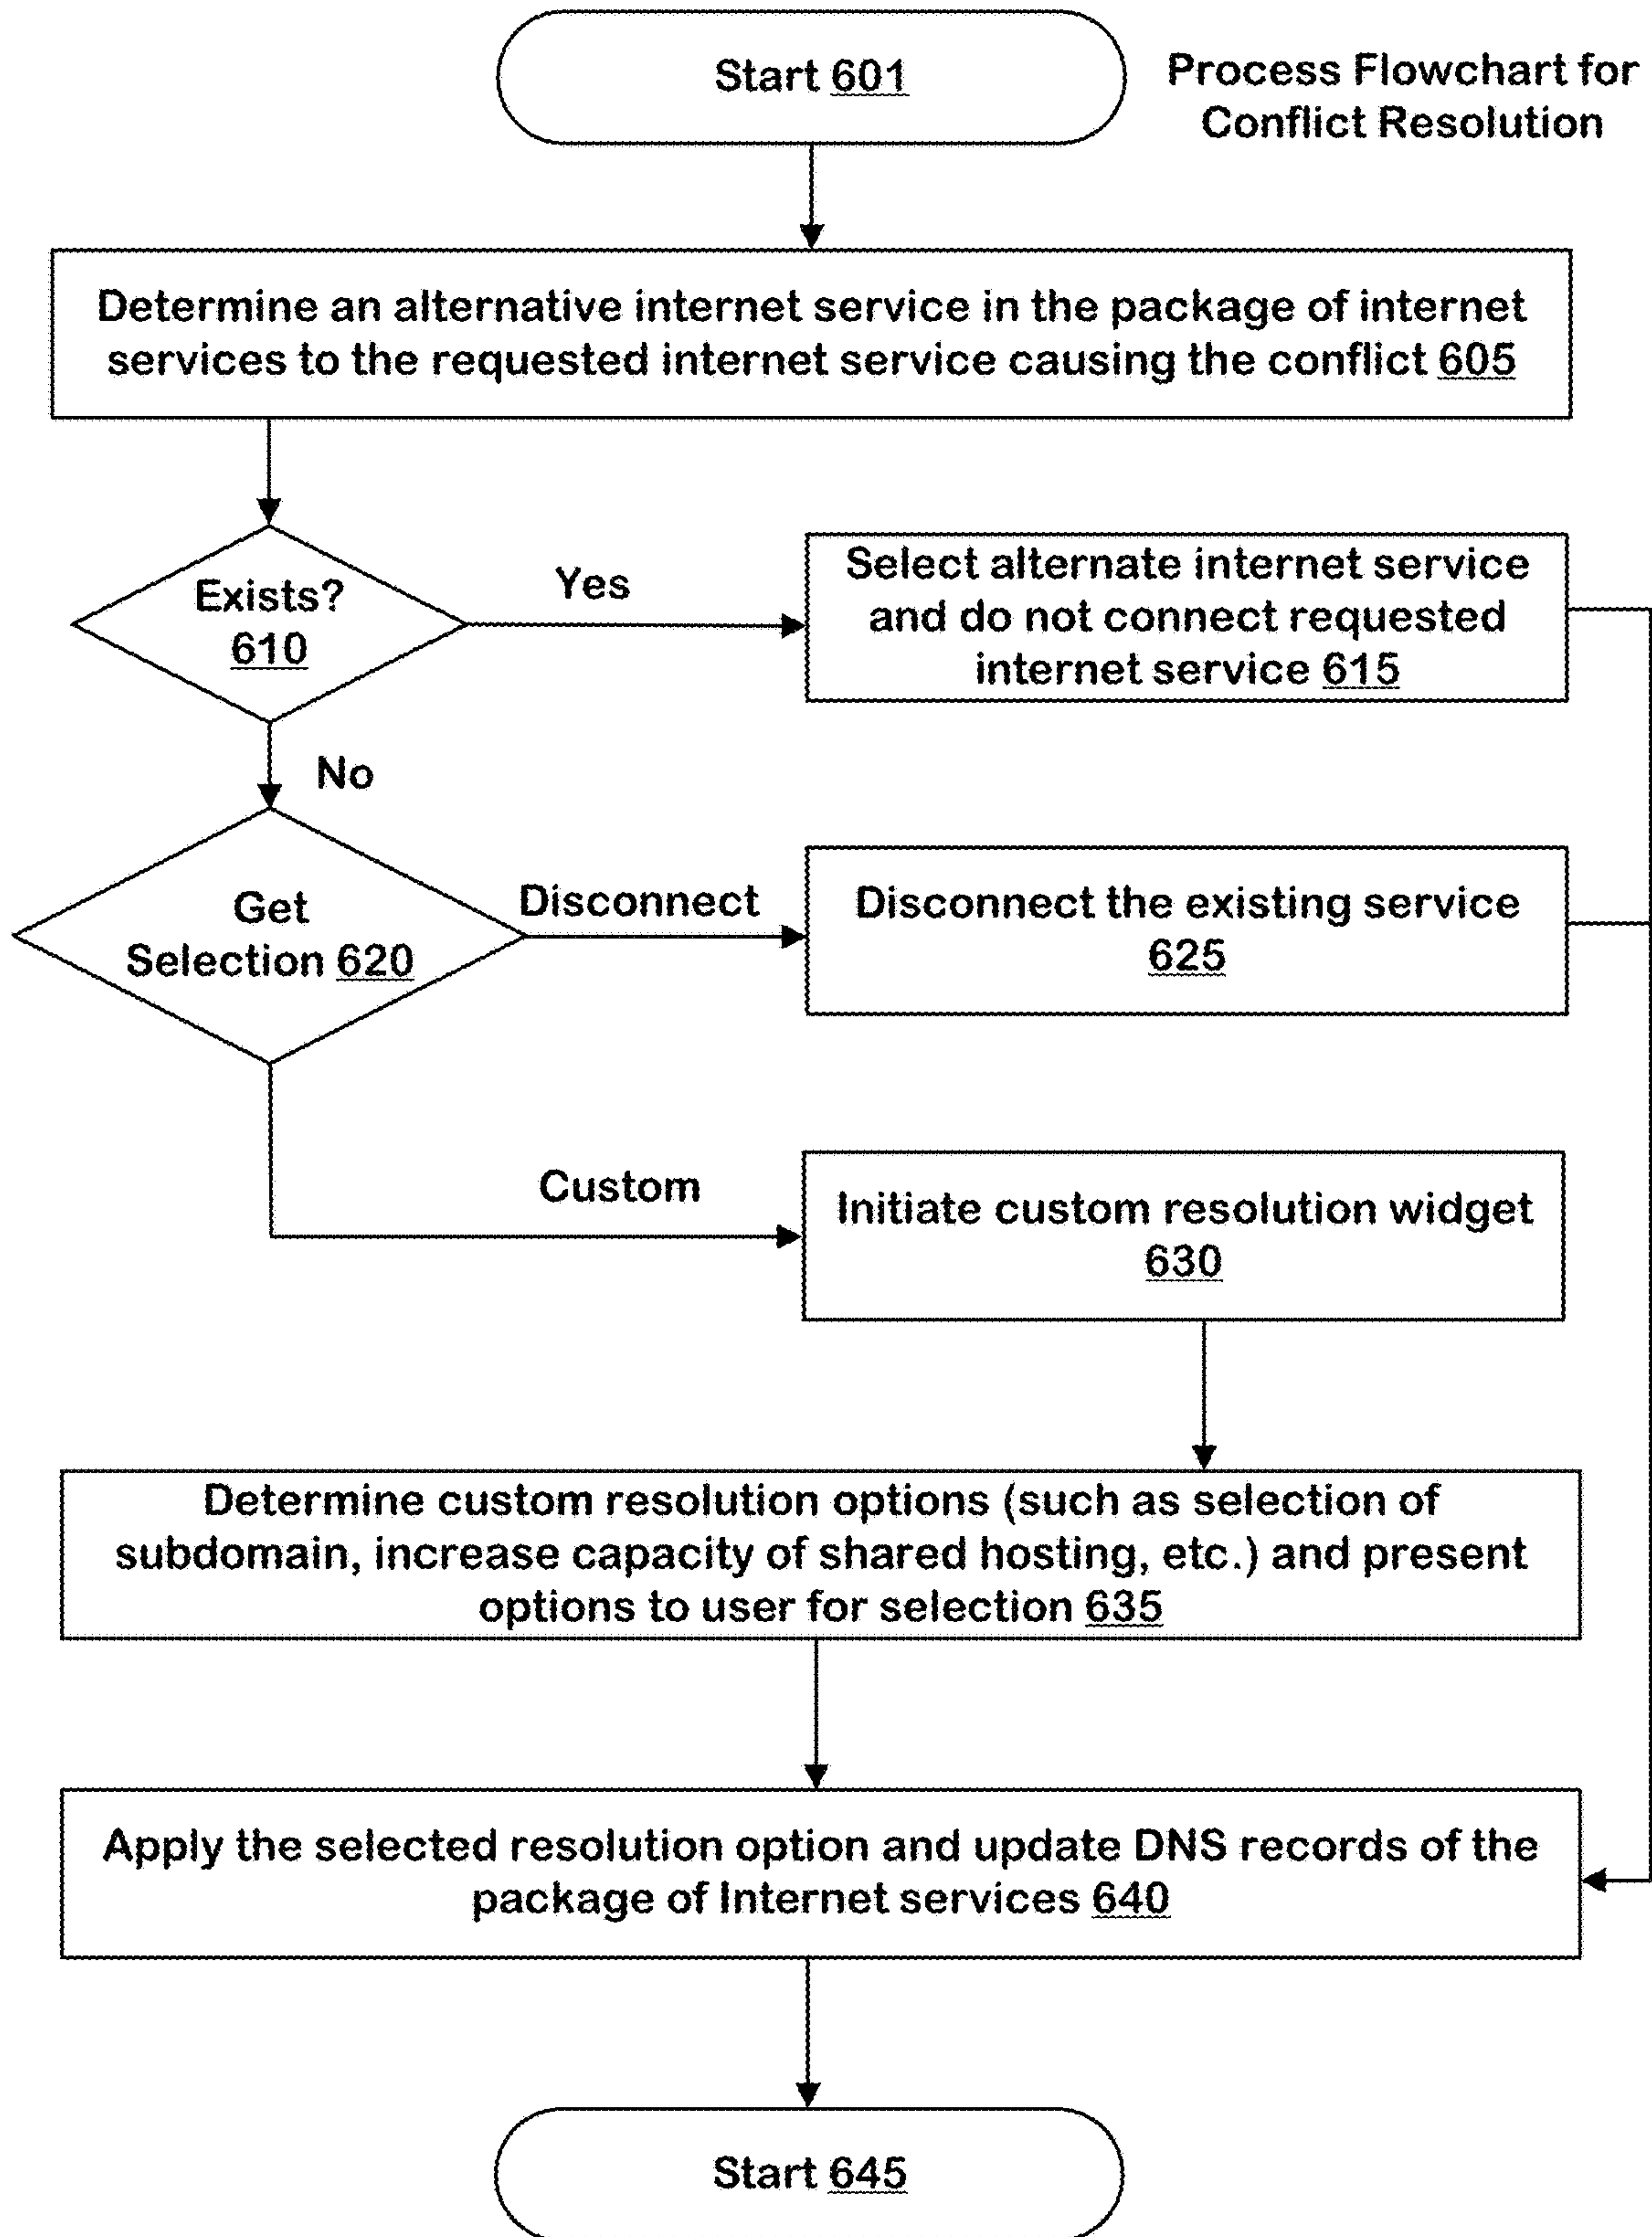 Start 601
Process Flowchart for
Conflict Resolution
Determine an alternative internet service in the package of internet
services to the requested internet service causing the conflict 605
Exists?
610
Yes
Select alternate internet service
and do not connect requested
internet service 615
No
Get
Selection 620
Disconnect
Disconnect the existing service
625
Custom
Initiate custom resolution widget
630
Determine custom resolution options (such as selection of
subdomain, increase capacity of shared hosting, etc.) and present
options to user for selection 635
Apply the selected resolution option and update DNS records of the
package of Internet services 640
Start 645